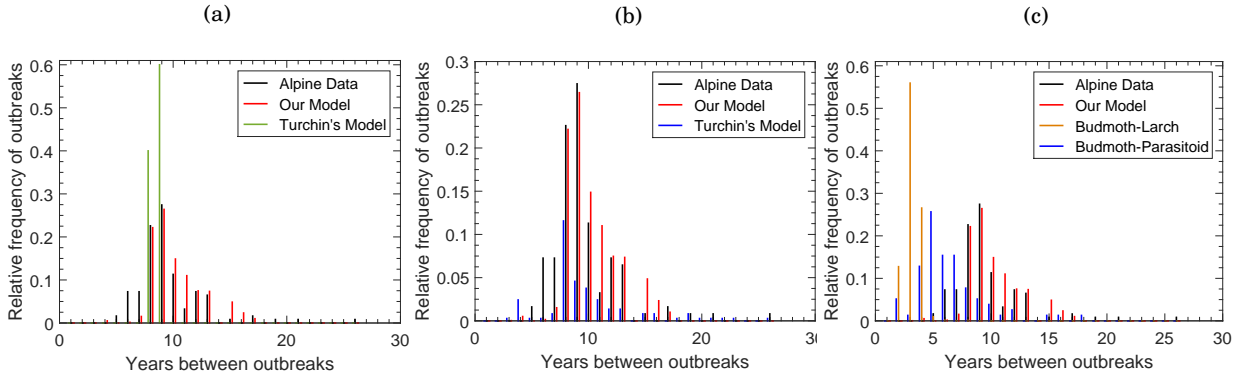 (a)
Relative frequency of outbreaks
0.6
0.5
0.4
0.3
0.2
0.1
0
Alpine Data
Our Model
Turchin's Model
0 10 20 30
Years between outbreaks
(b)
Relative frequency of outbreaks
0.3
0.25
0.2
0.15
0.1
0.05
0
Alpine Data
Our Model
Turchin's Model
0 10 20 30
Years between outbreaks
(c)
Relative frequency of outbreaks
0.6
0.5
0.4
0.3
0.2
0.1
0
Alpine Data
Our Model
Budmoth-Larch
Budmoth-Parasitoid
0 5 10 15 20 25 30
Years between outbreaks